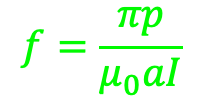 f = πp / μ₀aI